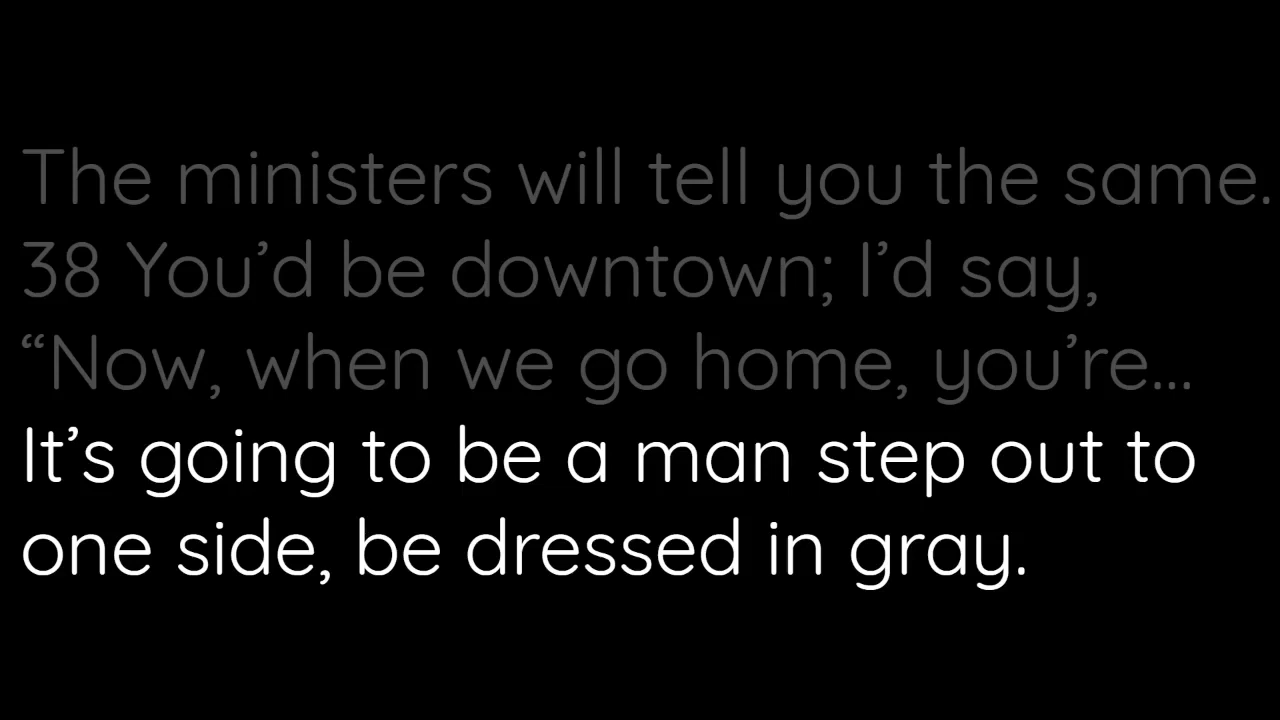 The ministers will tell you the same.
38 You’d be downtown; I’d say,
“Now, when we go home, you’re...
It’s going to be a man step out to
one side, be dressed in gray.